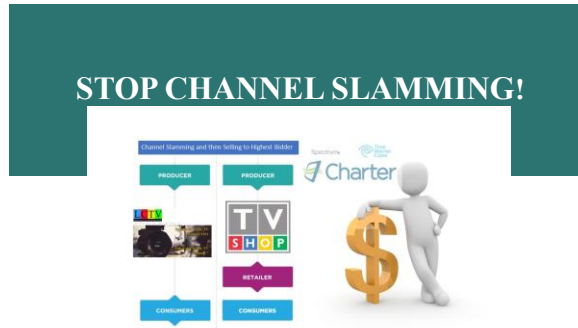 STOP CHANNEL SLAMMING!
Channel Slamming and then Selling to Highest Bidder
PRODUCER
PRODUCER
Spectrum
Time
Warner
Cable
Charter
LCTV
TV
SHOP
RETAILER
CONSUMERS
CONSUMERS